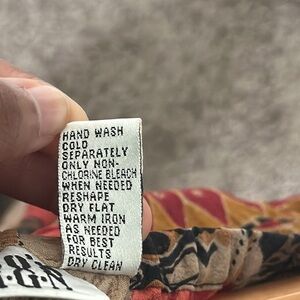 HAND WASH
COLD
SEPARATELY
ONLY NON-
CHLORINE BLEACH
WHEN NEEDED
RESHAPE
DRY FLAT
WARM IRON
AS NEEDED
FOR BEST
RESULTS
DRY CLEAN